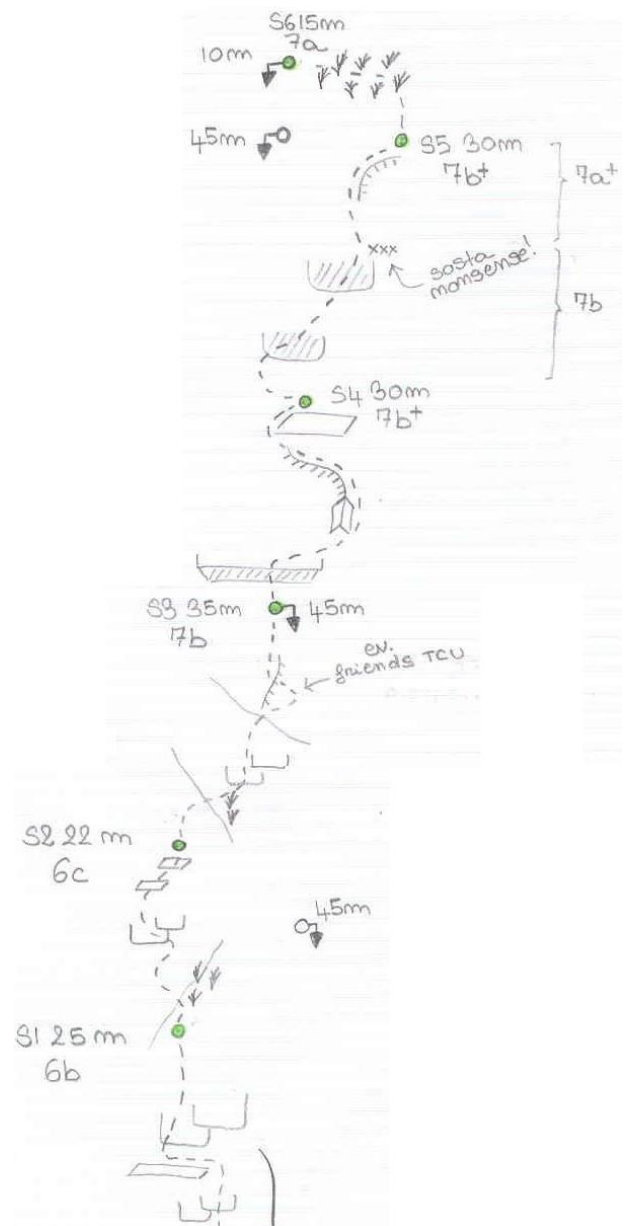 S6 15m
7a
10m
45m
S5 30m
7b+
7a+
xxx
sosta
mongense!
7b
S4 30m
7b+
S3 35m
7b
45m
ev.
friends TCU
S2 22 m
6c
45m
S1 25 m
6b